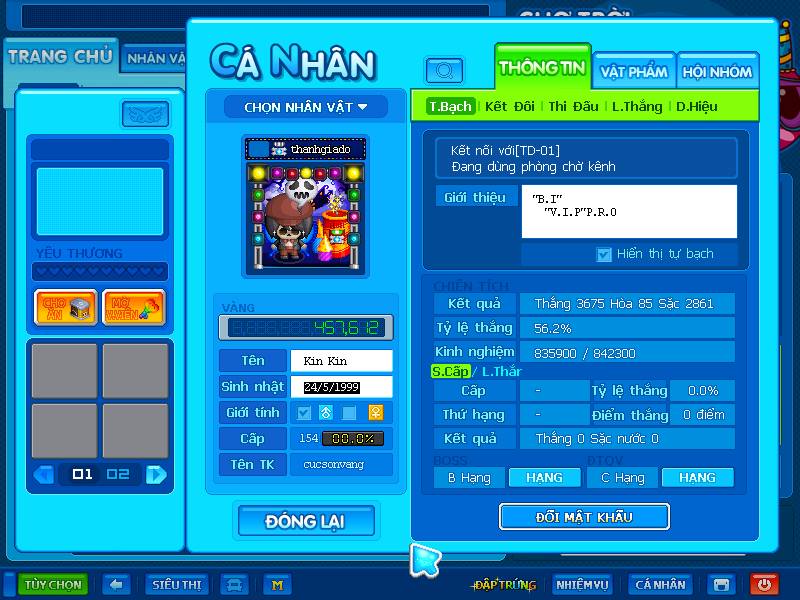 CHỢ TRỜI
TRANG CHỦ
NHÂN VẬ
CÁ NHÂN
THÔNG TIN
VẬT PHẨM
HỘI NHÓM
CHỌN NHÂN VẬT ▼
T.Bạch | Kết Đôi | Thi Đấu | L.Thắng | D.Hiệu
thanhgiado
Kết nối với[TD-01]
Đang dùng phòng chờ kênh
Giới thiệu
"B.I"
"V.I.P"P.R.O
Hiển thị tự bạch
YÊU THƯƠNG
CHO ĂN
MỞ V.VIÊN
01 02
VÀNG
457,612
Tên Kin Kin
Sinh nhật 24/5/1999
Giới tính
Cấp 154 00.0%
Tên TK cucsonvang
ĐÓNG LẠI
CHIẾN TÍCH
Kết quả Thắng 3675 Hòa 85 Sặc 2861
Tỷ lệ thắng 56.2%
Kinh nghiệm 835900 / 842300
S.Cấp / L.Thắr
Cấp - Tỷ lệ thắng 0.0%
Thứ hạng - Điểm thắng 0 điểm
Kết quả Thắng 0 Sặc nước 0
BOSS ĐTQV
B Hạng HẠNG C Hạng HẠNG
ĐỔI MẬT KHẨU
TÙY CHỌN
SIÊU THỊ
M
ĐẬP TRỨNG
NHIỆM VỤ
CÁ NHÂN